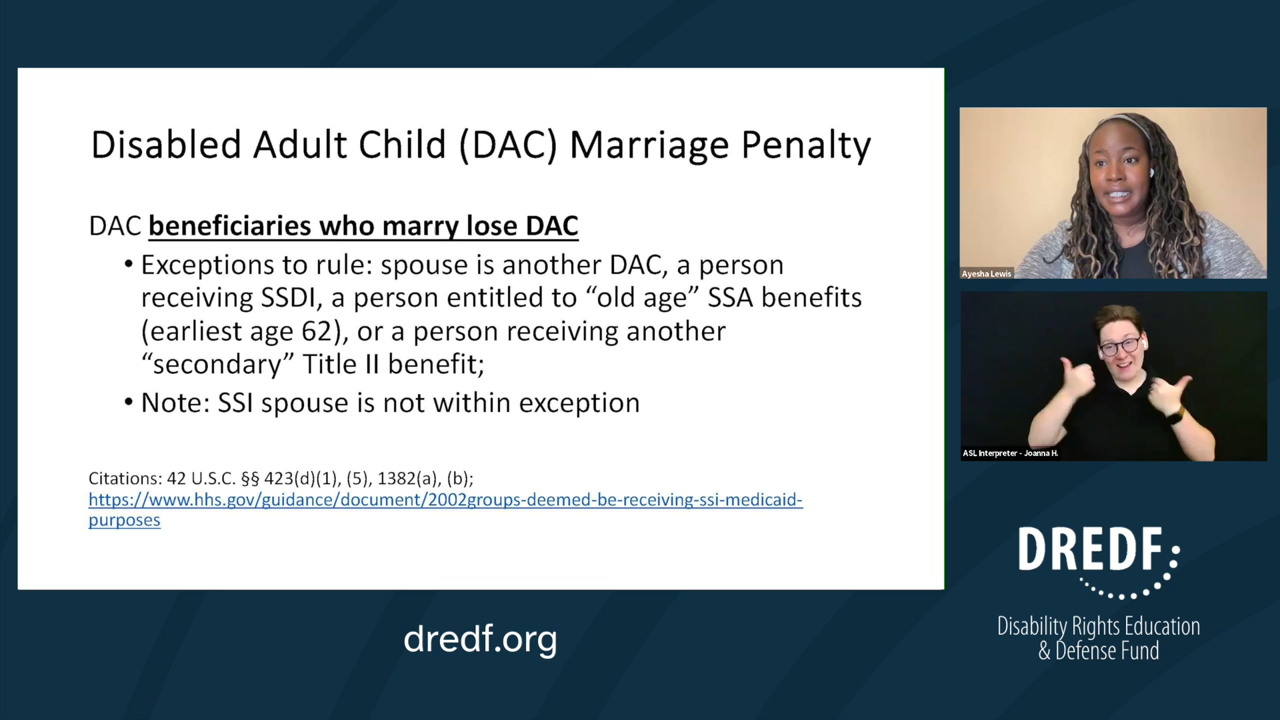 Disabled Adult Child (DAC) Marriage Penalty
DAC beneficiaries who marry lose DAC
• Exceptions to rule: spouse is another DAC, a person
receiving SSDI, a person entitled to “old age” SSA benefits
(earliest age 62), or a person receiving another
“secondary” Title II benefit;
• Note: SSI spouse is not within exception
Citations: 42 U.S.C. §§ 423(d)(1), (5), 1382(a), (b);
https://www.hhs.gov/guidance/document/2002groups-deemed-be-receiving-ssi-medicaid-
purposes
Ayesha Lewis
ASL Interpreter - Joanna H.
DREDF
Disability Rights Education
& Defense Fund
dredf.org